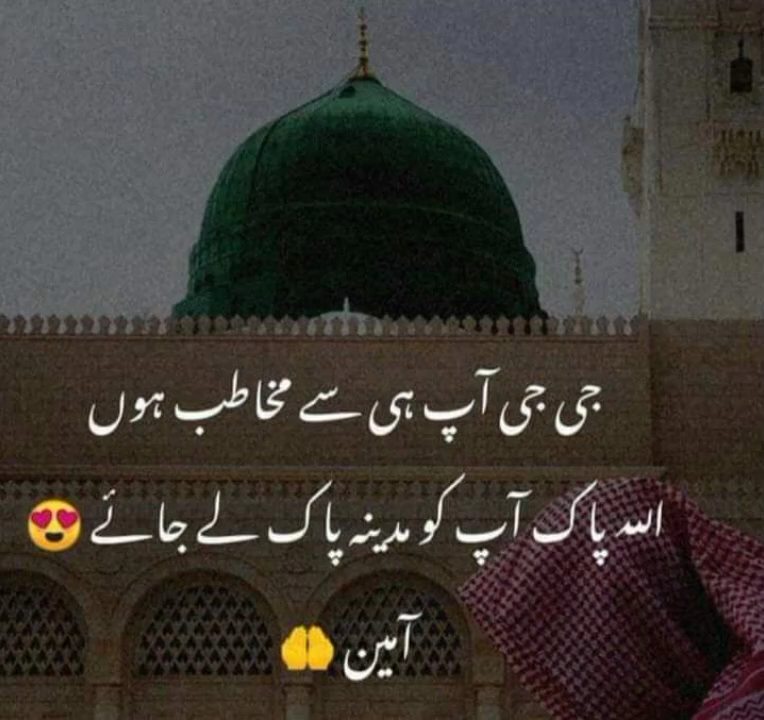 جی جی آپ ہی سے مخاطب ہوں
اللہ پاک آپ کو مدینہ پاک لے جائے 😍
آمین 🤲